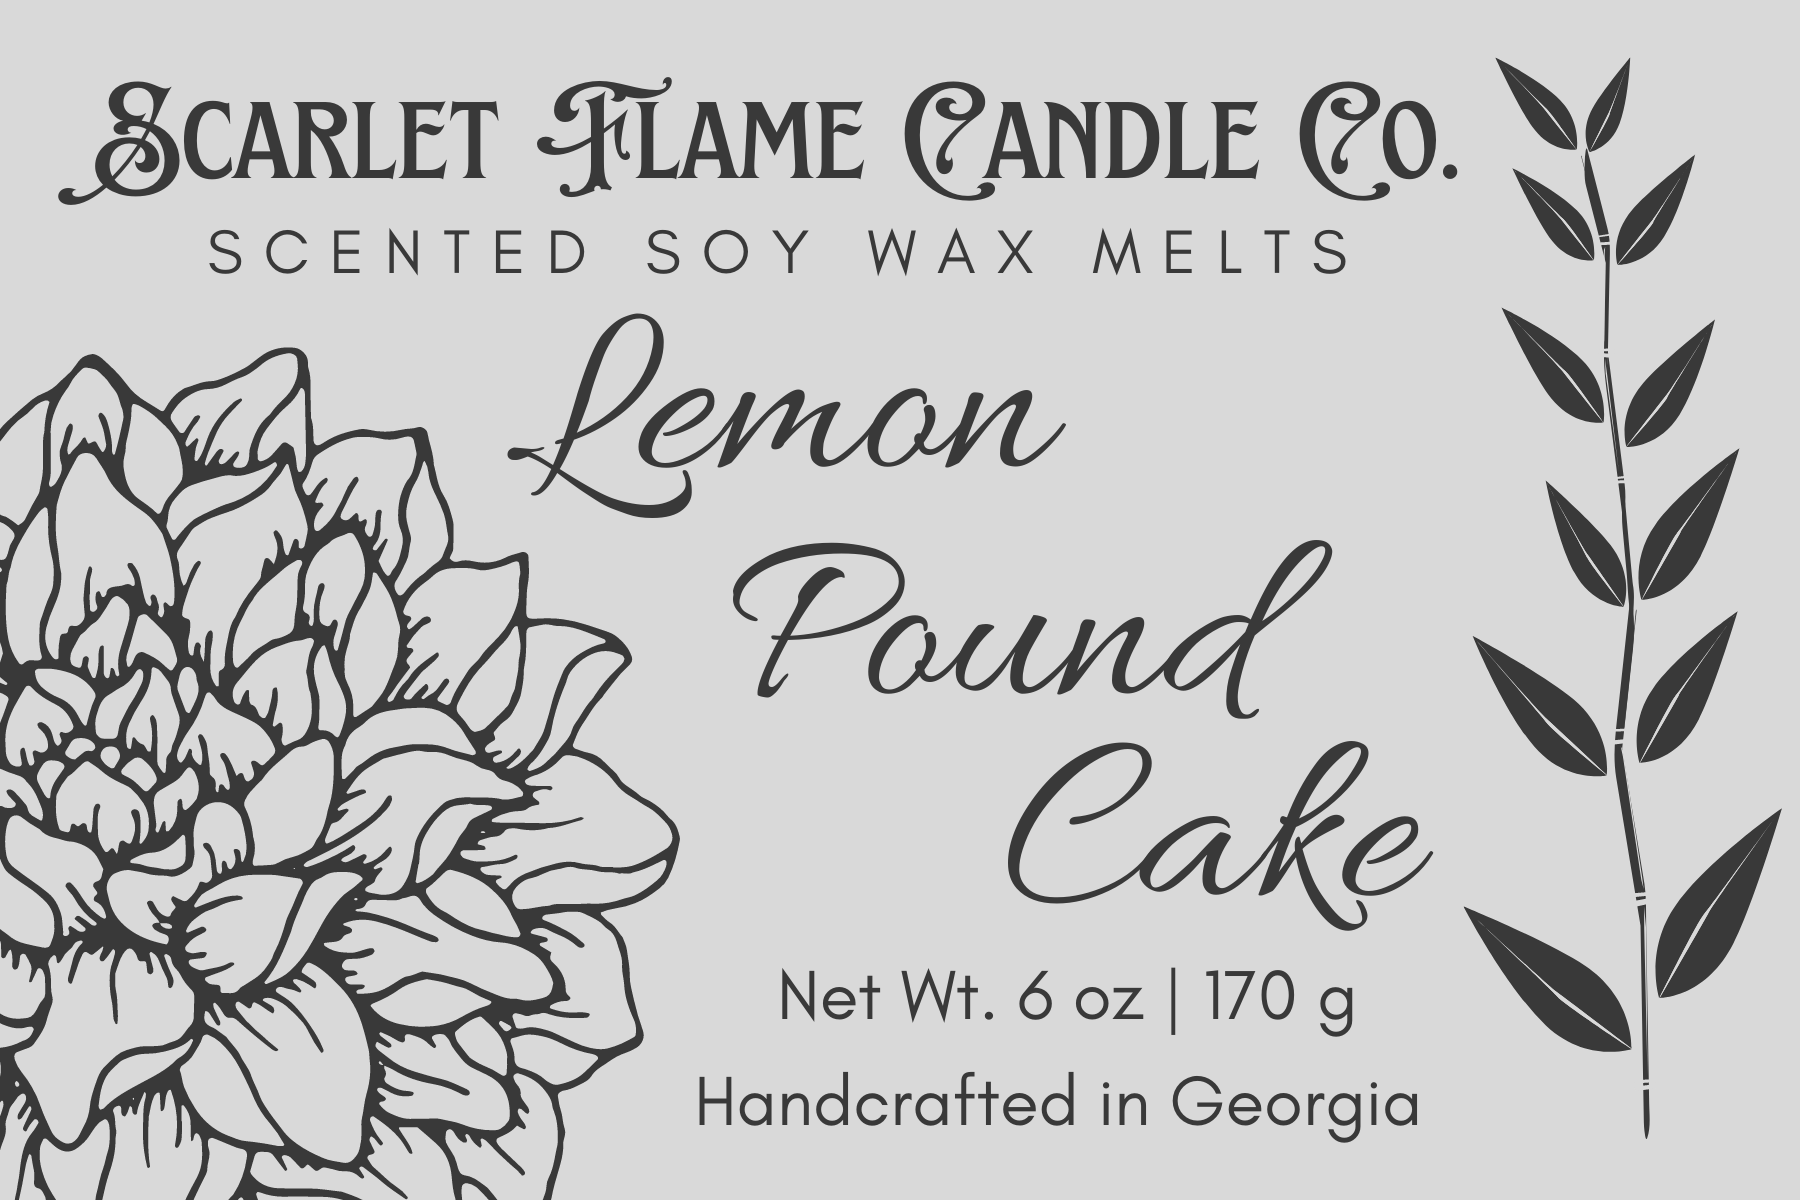 Scarlet Flame Candle Co.
SCENTED SOY WAX MELTS
Lemon
Pound
Cake
Net Wt. 6 oz | 170 g
Handcrafted in Georgia